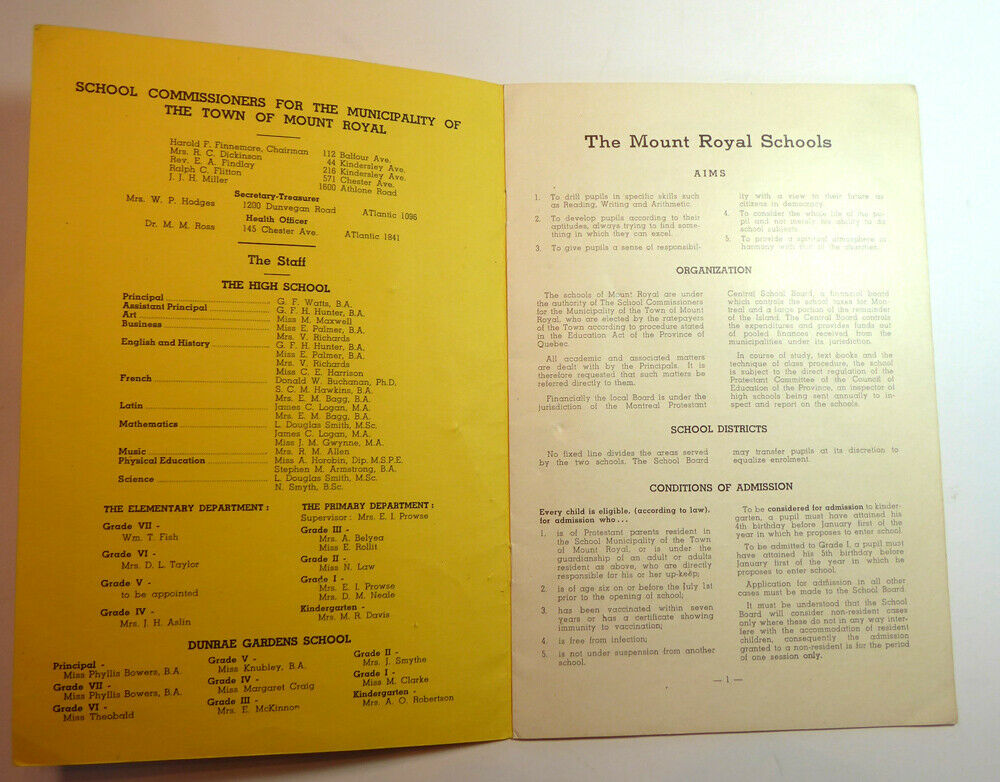 SCHOOL COMMISSIONERS FOR THE MUNICIPALITY OF
THE TOWN OF MOUNT ROYAL
Harold F. Finnemore, Chairman 112 Balfour Ave.
Mrs. R. C. Dickinson 44 Kindersley Ave.
Rev. E. A. Findlay 216 Kindersley Ave.
Ralph C. Flitton 571 Chester Ave.
J. J. H. Miller 1600 Athlone Road
Secretary-Treasurer
Mrs. W. P. Hodges 1200 Dunvegan Road ATlantic 1096
Health Officer
Dr. M. M. Ross 145 Chester Ave. ATlantic 1841
The Staff
THE HIGH SCHOOL
Principal G. F. Watts, B.A.
Assistant Principal G. F. H. Hunter, B.A.
Art Miss M. Maxwell
Business Miss E. Palmer, B.A.
Mrs. V. Richards
English and History G. F. H. Hunter, B.A.
Miss E. Palmer, B.A.
Mrs. V. Richards
Miss C. E. Harrison
French Donald W. Buchanan, Ph.D,
S. C. M. Hawkins, B.A.
Mrs. E. M. Bagg, B.A.
Latin James C. Logan, M.A.
Mrs. E. M. Bagg, B.A.
Mathematics L. Douglas Smith, M.Sc.
James C. Logan, M.A.
Miss J. M. Gwynne, M.A.
Music Mrs. R. M. Allen
Physical Education Miss A. Horobin, Dip. M.S.P.E.
Stephen M. Armstrong, B.A.
Science L. Douglas Smith, M.Sc.
N. Smyth, B.Sc.
THE ELEMENTARY DEPARTMENT:
Grade VII -
Wm. T. Fish
Grade VI -
Mrs. D. L. Taylor
Grade V -
to be appointed
Grade IV -
Mrs. J. H. Aslin
THE PRIMARY DEPARTMENT:
Supervisor: Mrs. E. I. Prowse
Grade III -
Mrs. A. Belyea
Miss E. Rollit
Grade II -
Miss N. Law
Grade I -
Mrs. E. I. Prowse
Mrs. D. M. Neale
Kindergarten -
Mrs. M. R. Davis
DUNRAE GARDENS SCHOOL
Principal -
Miss Phyllis Bowers, B.A.
Grade VII -
Miss Phyllis Bowers, B.A.
Grade VI -
Miss Theobald
Grade V -
Miss Knubley, B.A.
Grade IV -
Miss Margaret Craig
Grade III -
Mrs. E. McKinnon
Grade II -
Mrs. J. Smythe
Grade I -
Miss M. Clarke
Kindergarten -
Mrs. A. O. Robertson
The Mount Royal Schools
AIMS
1. To drill pupils in specific skills such
as Reading, Writing and Arithmetic.
2. To develop pupils according to their
aptitudes, always trying to find some-
thing in which they can excel.
3. To give pupils a sense of responsibil-
ity with a view to their future as
citizens in democracy.
4. To consider the whole life of the pu-
pil and not merely his ability to do
school subjects.
5. To provide a spiritual atmosphere in
harmony with that of the churches.
ORGANIZATION
The schools of Mount Royal are under
the authority of The School Commissioners
for the Municipality of the Town of Mount
Royal, who are elected by the ratepayers
of the Town according to procedure stated
in the Education Act of the Province of
Quebec.
All academic and associated matters
are dealt with by the Principals. It is
therefore requested that such matters be
referred directly to them.
Financially the local Board is under the
jurisdiction of the Montreal Protestant
Central School Board, a financial board
which controls the school taxes for Mont-
real and a large portion of the remainder
of the Island. The Central Board controls
the expenditures and provides funds out
of pooled finances received from the
municipalities under its jurisdiction.
In course of study, text books and the
technique of class procedure, the school
is subject to the direct regulation of the
Protestant Committee of the Council of
Education of the Province, an inspector of
high schools being sent annually to in-
spect and report on the schools.
SCHOOL DISTRICTS
No fixed line divides the areas served
by the two schools. The School Board
may transfer pupils at its discretion to
equalize enrolment.
CONDITIONS OF ADMISSION
Every child is eligible, (according to law),
for admission who...
1. is of Protestant parents resident in
the School Municipality of the Town
of Mount Royal, or is under the
guardianship of an adult or adults
resident as above, who are directly
responsible for his or her up-keep;
2. is of age six on or before the July 1st
prior to the opening of school;
3. has been vaccinated within seven
years or has a certificate showing
immunity to vaccination;
4. is free from infection;
5. is not under suspension from another
school.
To be considered for admission to kinder-
garten, a pupil must have attained his
4th birthday before January first of the
year in which he proposes to enter school.
To be admitted to Grade I, a pupil must
have attained his 5th birthday before
January first of the year in which he
proposes to enter school.
Application for admission in all other
cases must be made to the School Board.
It must be understood that the School
Board will consider non-resident cases
only where these do not in any way inter-
fere with the accommodation of resident
children, consequently the admission
granted to a non-resident is for the period
of one session only.
— 1 —